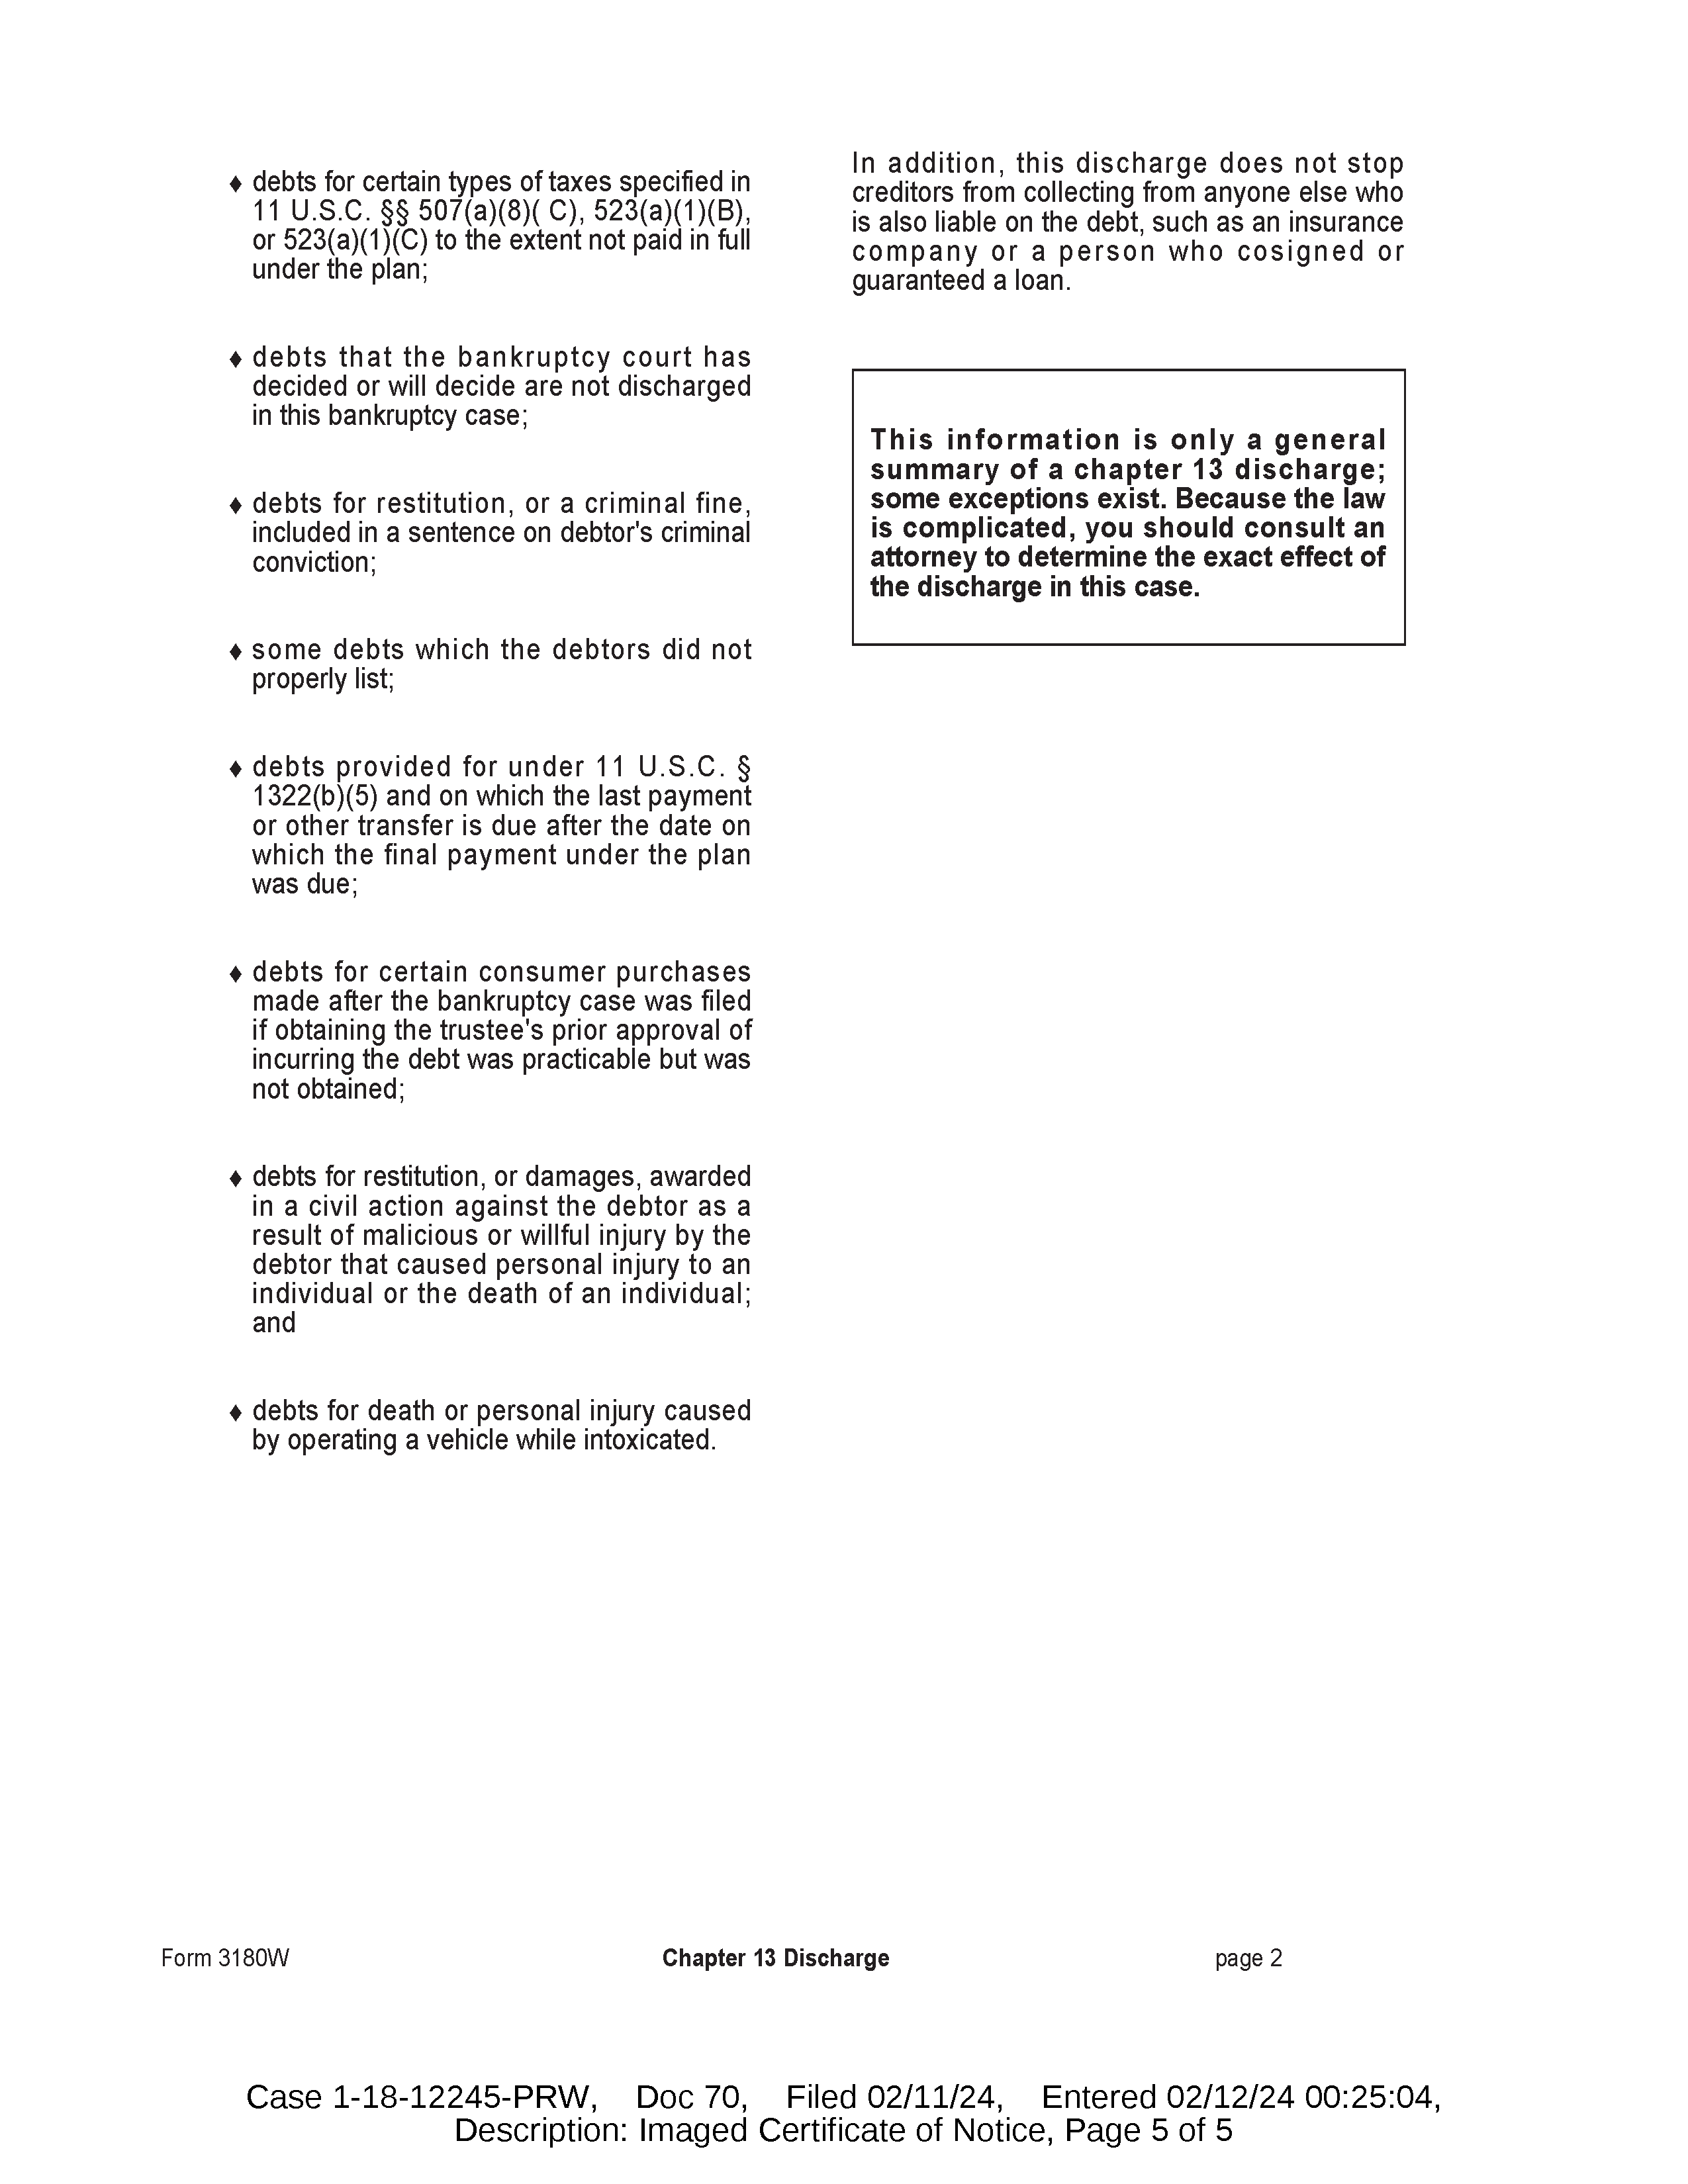 ♦ debts for certain types of taxes specified in
11 U.S.C. §§ 507(a)(8)( C), 523(a)(1)(B),
or 523(a)(1)(C) to the extent not paid in full
under the plan;
♦ debts that the bankruptcy court has
decided or will decide are not discharged
in this bankruptcy case;
♦ debts for restitution, or a criminal fine,
included in a sentence on debtor's criminal
conviction;
♦ some debts which the debtors did not
properly list;
♦ debts provided for under 11 U.S.C. §
1322(b)(5) and on which the last payment
or other transfer is due after the date on
which the final payment under the plan
was due;
♦ debts for certain consumer purchases
made after the bankruptcy case was filed
if obtaining the trustee's prior approval of
incurring the debt was practicable but was
not obtained;
♦ debts for restitution, or damages, awarded
in a civil action against the debtor as a
result of malicious or willful injury by the
debtor that caused personal injury to an
individual or the death of an individual;
and
♦ debts for death or personal injury caused
by operating a vehicle while intoxicated.
In addition, this discharge does not stop
creditors from collecting from anyone else who
is also liable on the debt, such as an insurance
company or a person who cosigned or
guaranteed a loan.
This information is only a general
summary of a chapter 13 discharge;
some exceptions exist. Because the law
is complicated, you should consult an
attorney to determine the exact effect of
the discharge in this case.
Form 3180W Chapter 13 Discharge page 2
Case 1-18-12245-PRW, Doc 70, Filed 02/11/24, Entered 02/12/24 00:25:04,
Description: Imaged Certificate of Notice, Page 5 of 5